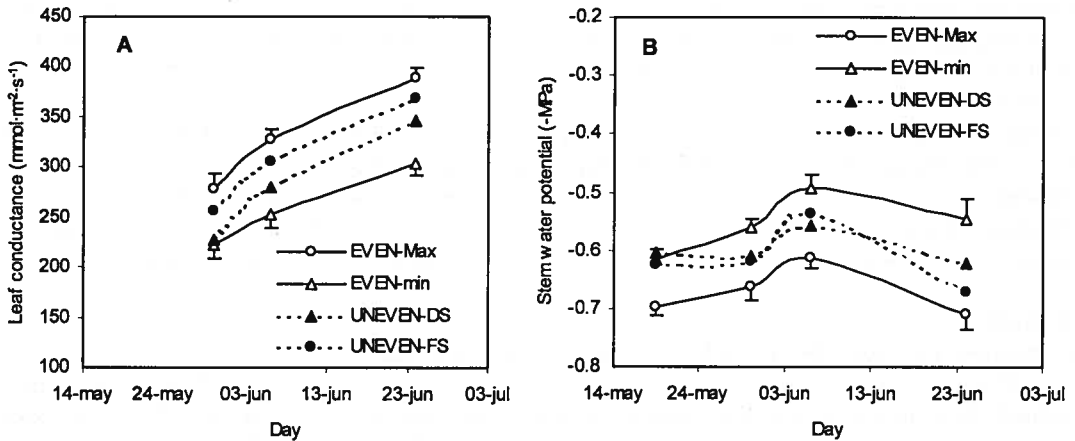 A
Leaf conductance (mmol·m²·s⁻¹)
450
400
350
300
250
200
150
100
EVEN-Max
EVEN-min
UNEVEN-DS
UNEVEN-FS
14-may 24-may 03-jun 13-jun 23-jun 03-jul
Day
B
Stem water potential (-MPa)
-0.2
-0.3
-0.4
-0.5
-0.6
-0.7
-0.8
EVEN-Max
EVEN-min
UNEVEN-DS
UNEVEN-FS
14-may 24-may 03-jun 13-jun 23-jun 03-jul
Day